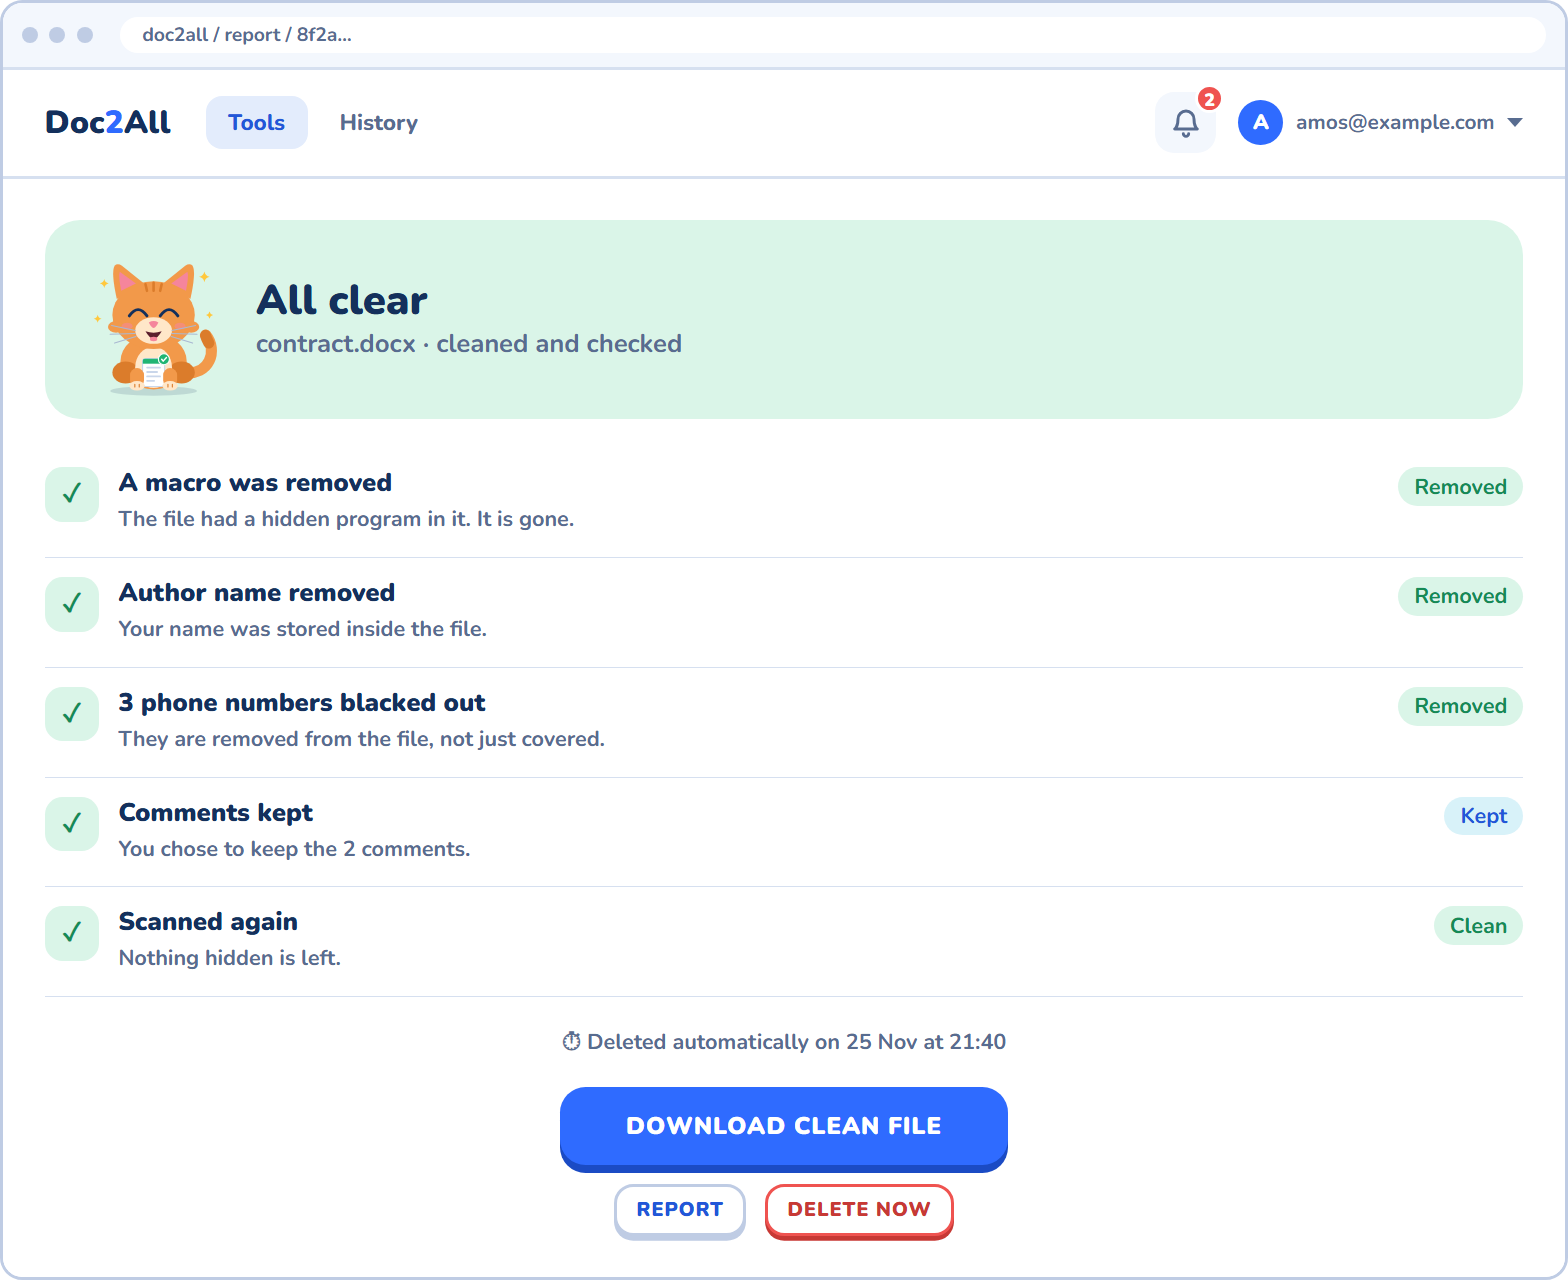 doc2all / report / 8f2a...
Doc2All
Tools
History
2
A
amos@example.com
All clear
contract.docx · cleaned and checked
✓
A macro was removed
Removed
The file had a hidden program in it. It is gone.
✓
Author name removed
Removed
Your name was stored inside the file.
✓
3 phone numbers blacked out
Removed
They are removed from the file, not just covered.
✓
Comments kept
Kept
You chose to keep the 2 comments.
✓
Scanned again
Clean
Nothing hidden is left.
⏱ Deleted automatically on 25 Nov at 21:40
DOWNLOAD CLEAN FILE
REPORT
DELETE NOW